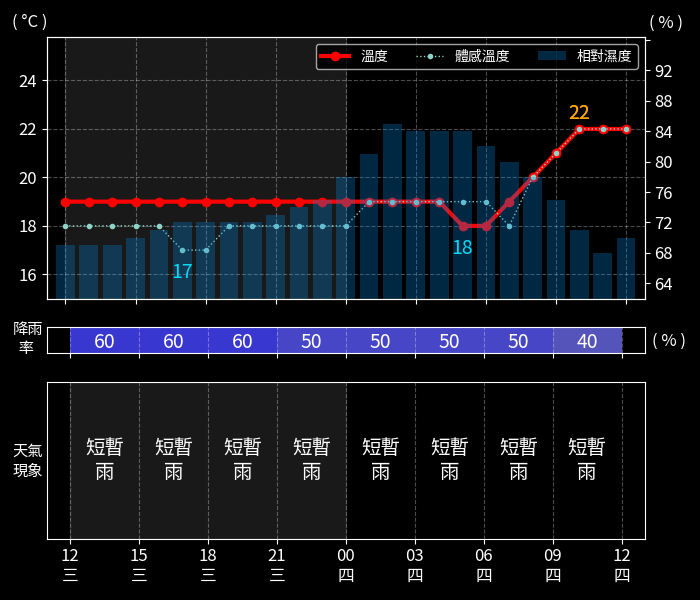 ( °C )
( % )
溫度 體感溫度 相對濕度
24
22
20
18
16
92
88
84
80
76
72
68
64
22
18
17
降雨
率
60 60 60 50 50 50 50 40
( % )
天氣
現象
短暫 短暫 短暫 短暫 短暫 短暫 短暫 短暫
雨 雨 雨 雨 雨 雨 雨 雨
12 15 18 21 00 03 06 09 12
三 三 三 三 四 四 四 四 四